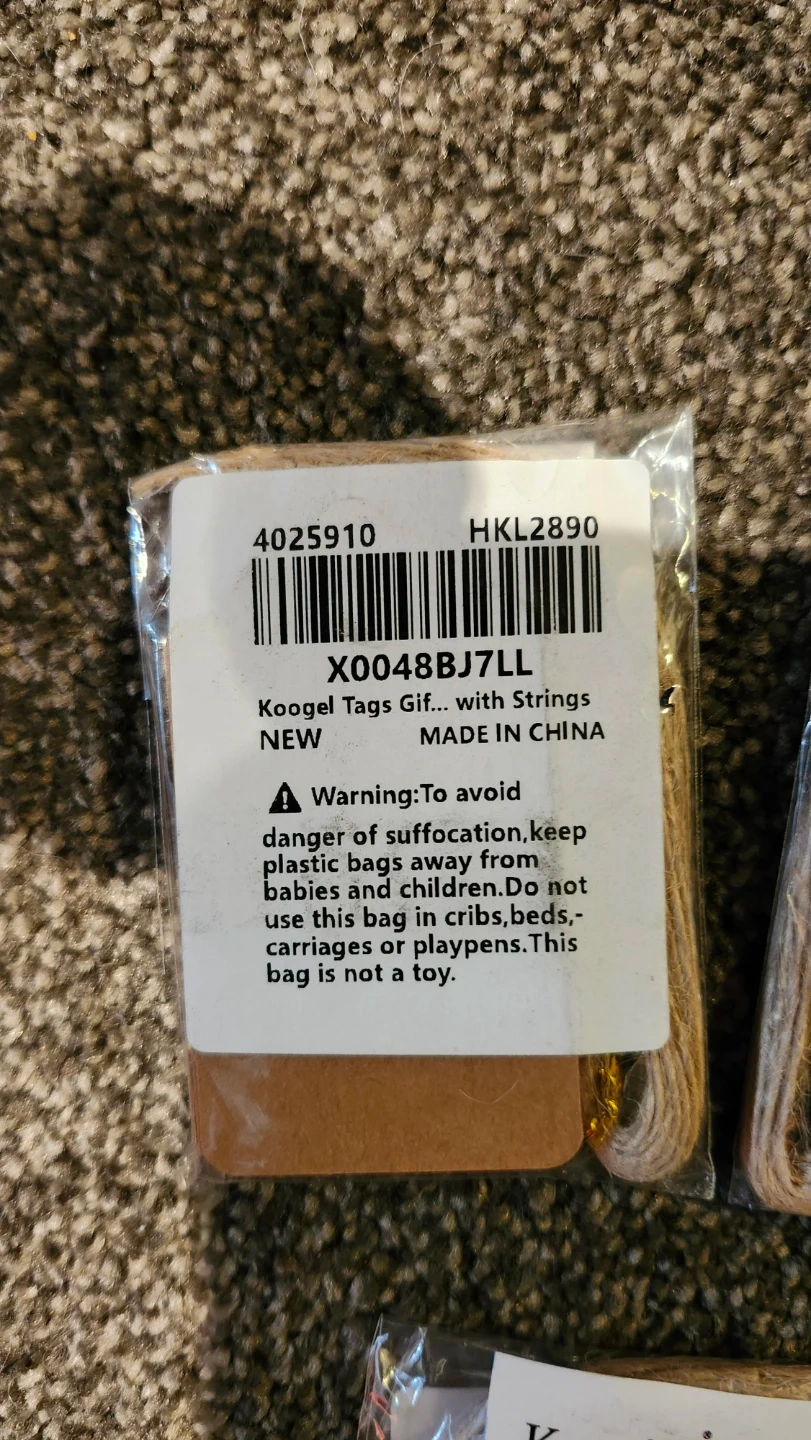 4025910 HKL2890
X0048BJ7LL
Koogel Tags Gif... with Strings
NEW MADE IN CHINA
Warning:To avoid
danger of suffocation,keep
plastic bags away from
babies and children.Do not
use this bag in cribs,beds,-
carriages or playpens.This
bag is not a toy.